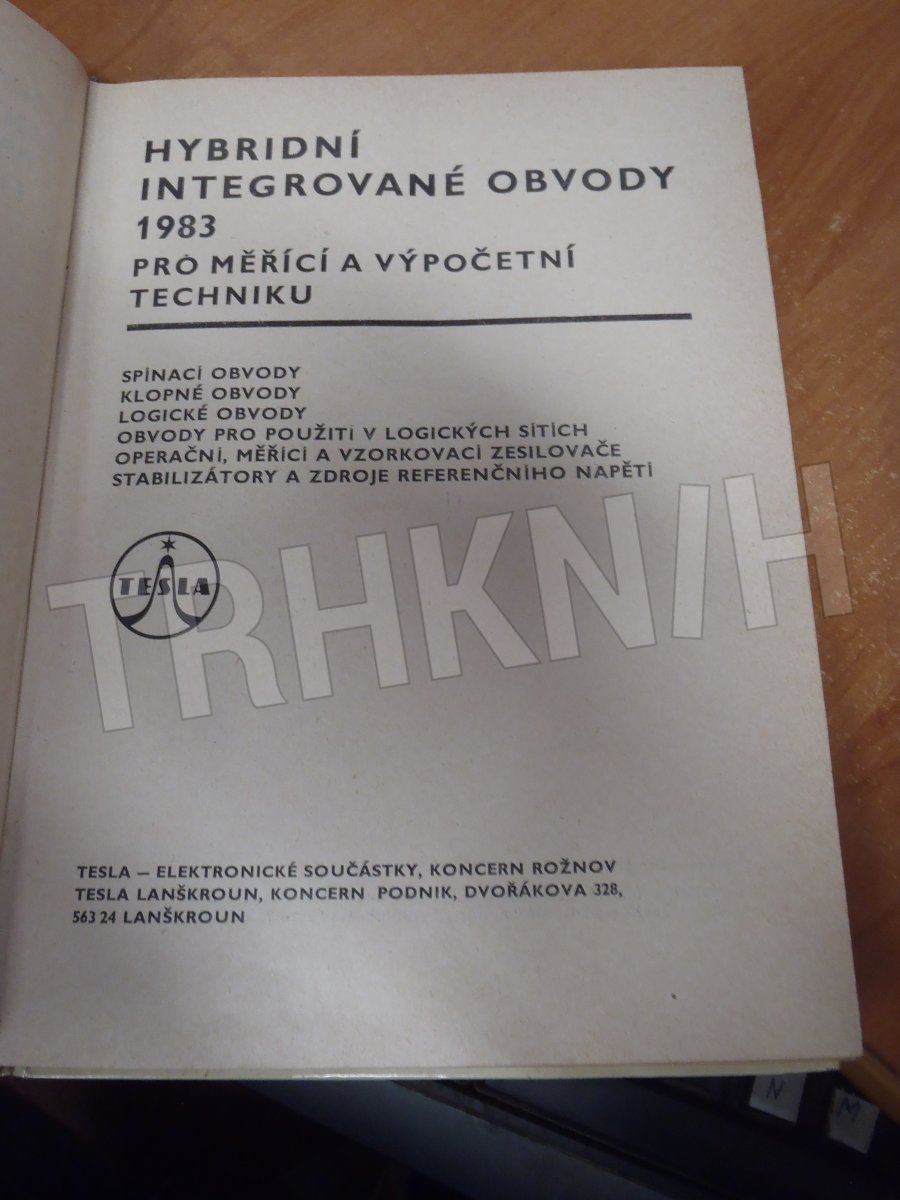 HYBRIDNÍ
INTEGROVANÉ OBVODY
1983
PRO MĚŘÍCÍ A VÝPOČETNÍ
TECHNIKU
SPÍNACÍ OBVODY
KLOPNÉ OBVODY
LOGICKÉ OBVODY
OBVODY PRO POUŽITÍ V LOGICKÝCH SÍTÍCH
OPERAČNÍ, MĚŘÍCÍ A VZORKOVACÍ ZESILOVAČE
STABILIZÁTORY A ZDROJE REFERENČNÍHO NAPĚTÍ
TESLA
TRHKNIH
TESLA – ELEKTRONICKÉ SOUČÁSTKY, KONCERN ROŽNOV
TESLA LANŠKROUN, KONCERN PODNIK, DVOŘÁKOVA 328,
563 24 LANŠKROUN
N M